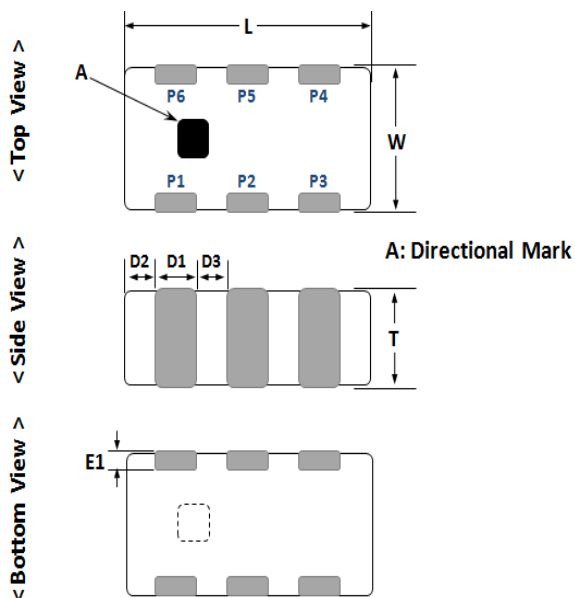 < Top View >
L
A
P6 P5 P4
W
P1 P2 P3
A: Directional Mark
< Side View >
D2 D1 D3
T
< Bottom View >
E1